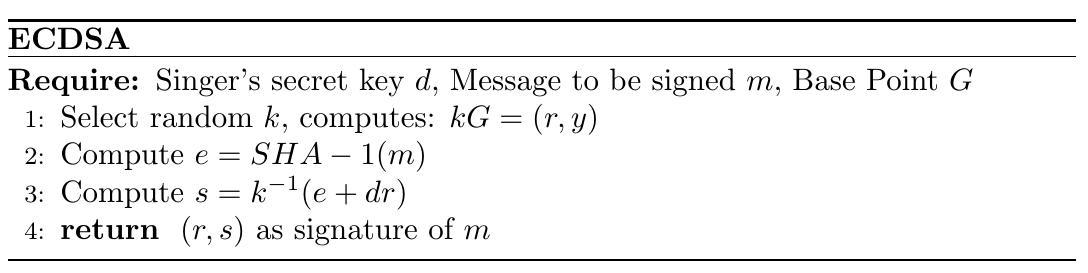 ECDSA
Require: Singer's secret key d, Message to be signed m, Base Point G
1: Select random k, computes: kG = (r, y)
2: Compute e = SHA − 1(m)
3: Compute s = k⁻¹(e + dr)
4: return (r, s) as signature of m